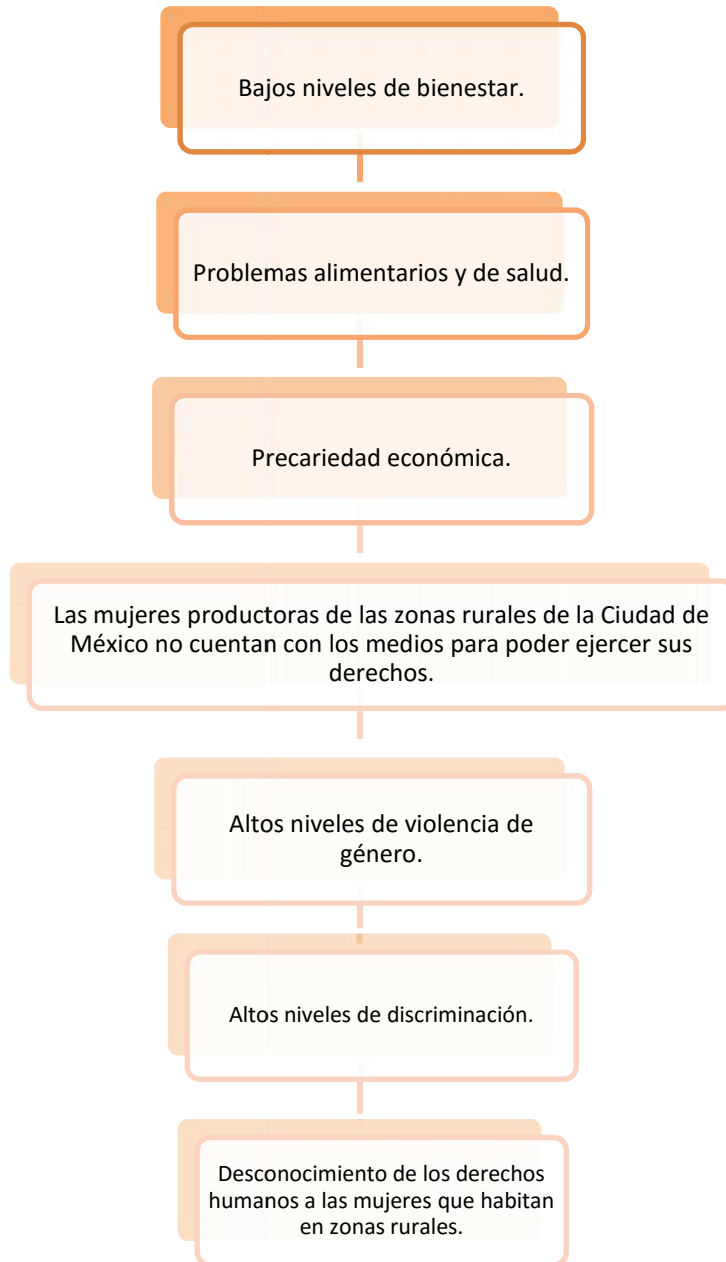 Bajos niveles de bienestar.
Problemas alimentarios y de salud.
Precariedad económica.
Las mujeres productoras de las zonas rurales de la Ciudad de
México no cuentan con los medios para poder ejercer sus
derechos.
Altos niveles de violencia de
género.
Altos niveles de discriminación.
Desconocimiento de los derechos
humanos a las mujeres que habitan
en zonas rurales.